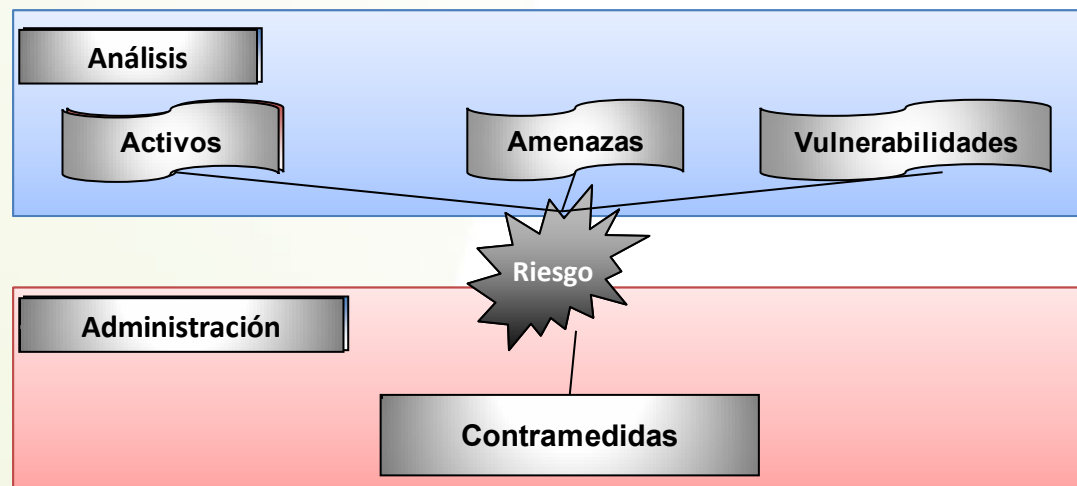 Análisis
Activos
Amenazas
Vulnerabilidades
Riesgo
Administración
Contramedidas